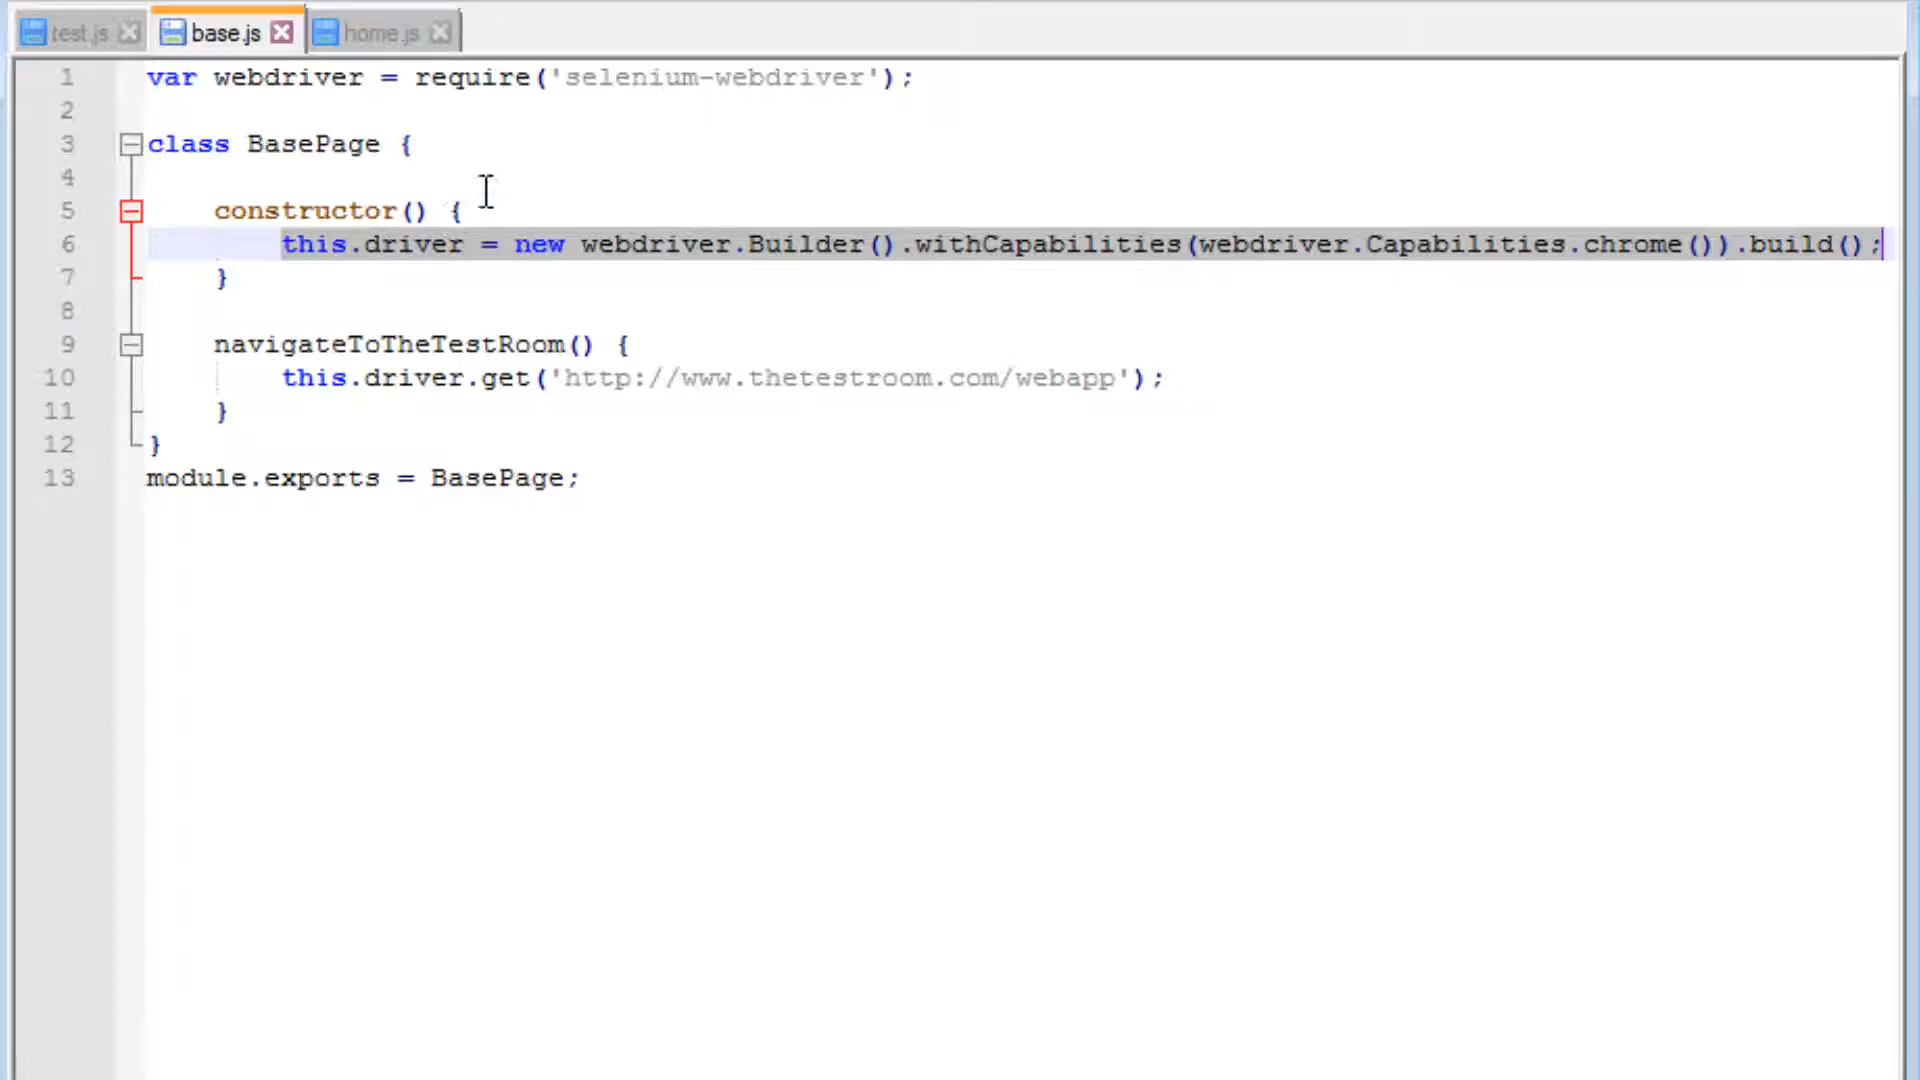 test.js base.js home.js
1 var webdriver = require('selenium-webdriver');
2
3 class BasePage {
4
5 constructor() {
6 this.driver = new webdriver.Builder().withCapabilities(webdriver.Capabilities.chrome()).build();
7 }
8
9 navigateToTheTestRoom() {
10 this.driver.get('http://www.thetestroom.com/webapp');
11 }
12 }
13 module.exports = BasePage;